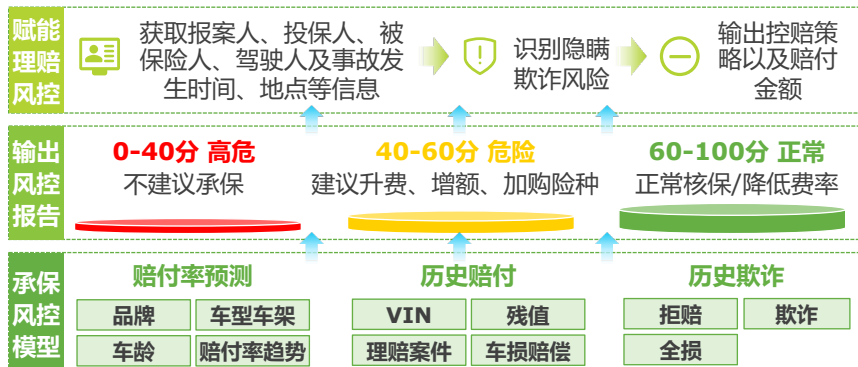 赋能
理赔
风控
获取报案人、投保人、被
保险人、驾驶人及事故发
生时间、地点等信息
识别隐瞒
欺诈风险
输出控赔策
略以及赔付
金额
输出
风控
报告
0-40分 高危
不建议承保
40-60分 危险
建议升费、增额、加购险种
60-100分 正常
正常核保/降低费率
承保
风控
模型
赔付率预测
品牌
车型车架
车龄
赔付率趋势
历史赔付
VIN
残值
理赔案件
车损赔偿
历史欺诈
拒赔
欺诈
全损